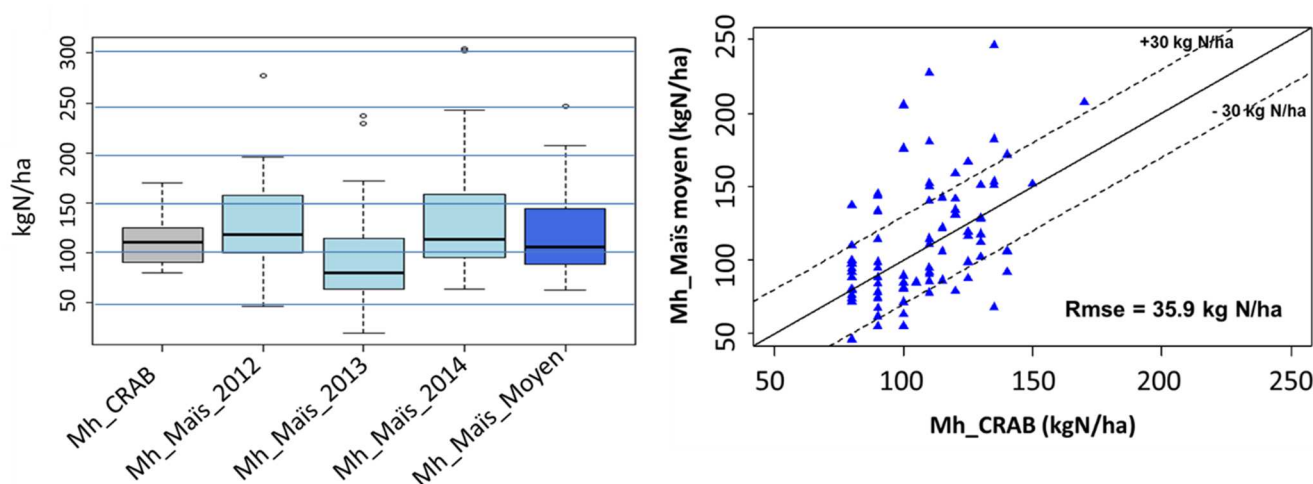 kgN/ha
300
250
200
150
100
50
Mh_CRAB
Mh_Maïs_2012
Mh_Maïs_2013
Mh_Maïs_2014
Mh_Maïs_Moyen
Mh_Maïs moyen (kgN/ha)
250
200
150
100
50
+30 kg N/ha
- 30 kg N/ha
Rmse = 35.9 kg N/ha
50
100
150
200
250
Mh_CRAB (kgN/ha)